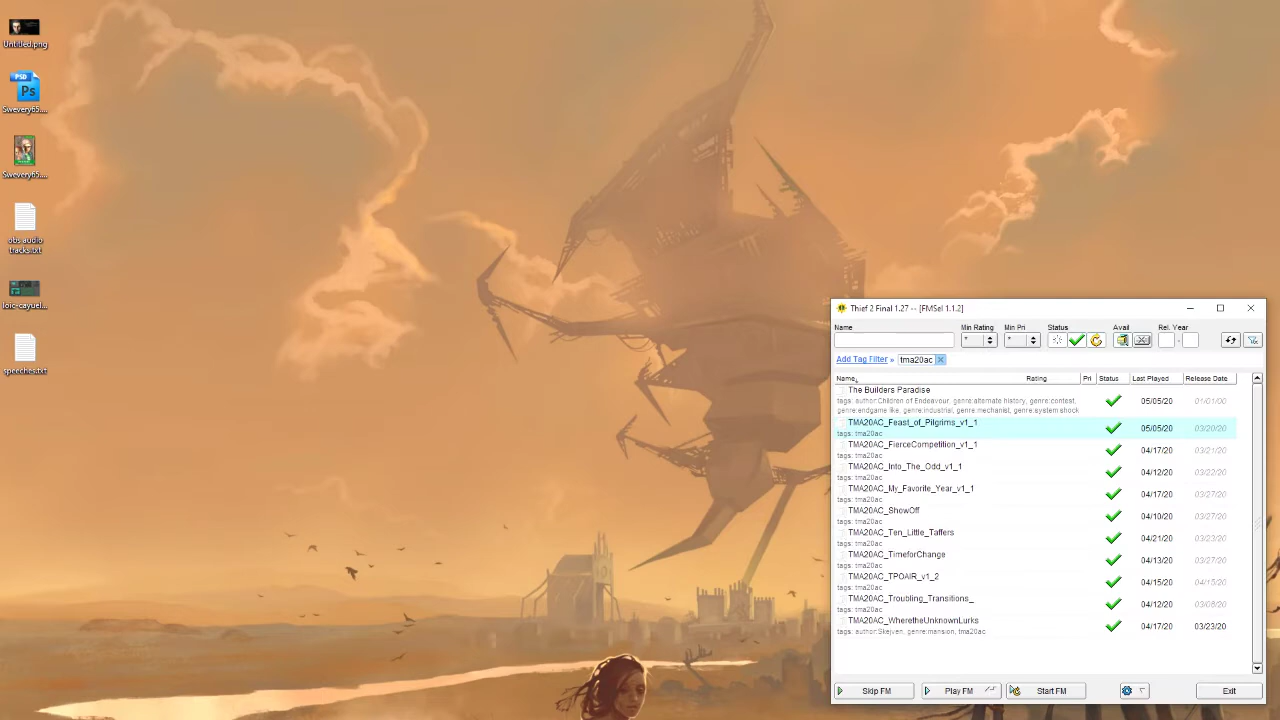 Untitled.png
PSD
Ps
Swevery65....
Swevery65....
obs audio
tracks.txt
loic-cayuel...
speeches.txt
Thief 2 Final 1.27 -- [FMSel 1.1.2]
Name
Min Rating
Min Pri
Status
Avail
Rel. Year
*
*
-
Add Tag Filter »
tma20ac
Name
Rating
Pri
Status
Last Played
Release Date
The Builders Paradise
tags: author:Children of Endeavour, genre:alternate history, genre:contest,
genre:endgame like, genre:industrial, genre:mechanist, genre:system shock
05/05/20
01/01/00
TMA20AC_Feast_of_Pilgrims_v1_1
tags: tma20ac
05/05/20
03/20/20
TMA20AC_FierceCompetition_v1_1
tags: tma20ac
04/17/20
03/21/20
TMA20AC_Into_The_Odd_v1_1
tags: tma20ac
04/12/20
03/22/20
TMA20AC_My_Favorite_Year_v1_1
tags: tma20ac
04/17/20
03/27/20
TMA20AC_ShowOff
tags: tma20ac
04/10/20
03/27/20
TMA20AC_Ten_Little_Taffers
tags: tma20ac
04/21/20
03/23/20
TMA20AC_TimeforChange
tags: tma20ac
04/13/20
03/27/20
TMA20AC_TPOAIR_v1_2
tags: tma20ac
04/15/20
04/15/20
TMA20AC_Troubling_Transitions_
tags: tma20ac
04/12/20
03/08/20
TMA20AC_WheretheUnknownLurks
tags: author:Skejven, genre:mansion, tma20ac
04/17/20
03/23/20
Skip FM
Play FM
Start FM
Exit